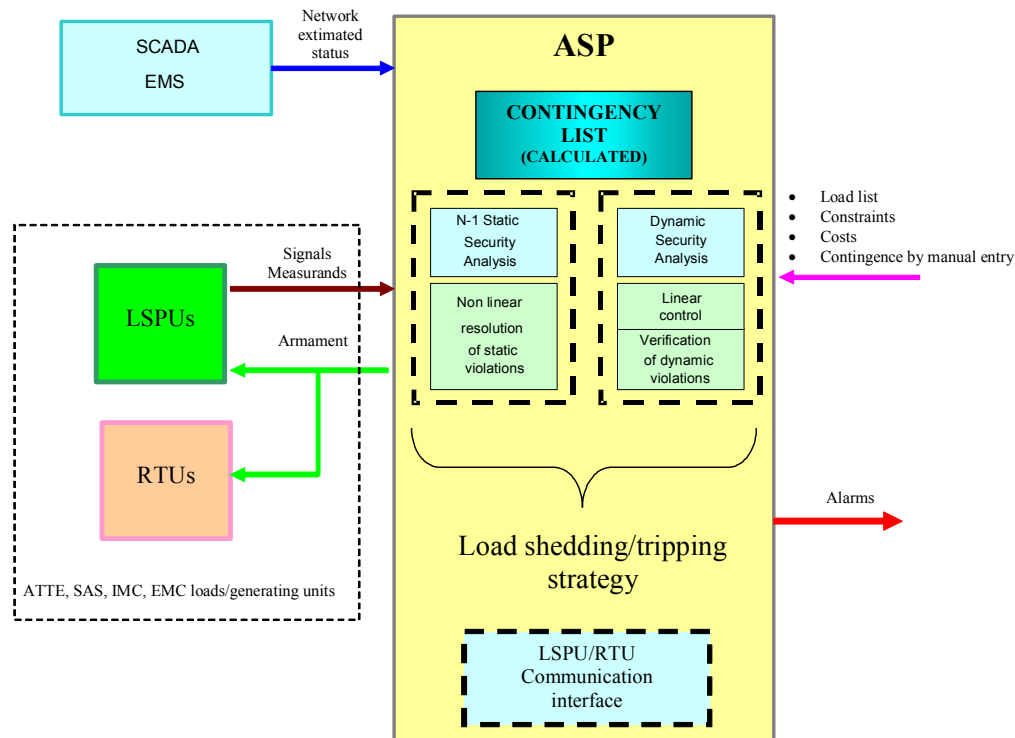 SCADA
EMS
Network
extimated
status
ASP
CONTINGENCY
LIST
(CALCULATED)
N-1 Static
Security
Analysis
Non linear
resolution
of static
violations
Dynamic
Security
Analysis
Linear
control
Verification
of dynamic
violations
• Load list
• Constraints
• Costs
• Contingence by manual entry
Signals
Measurands
LSPUs
Armament
RTUs
ATTE, SAS, IMC, EMC loads/generating units
Alarms
Load shedding/tripping
strategy
LSPU/RTU
Communication
interface